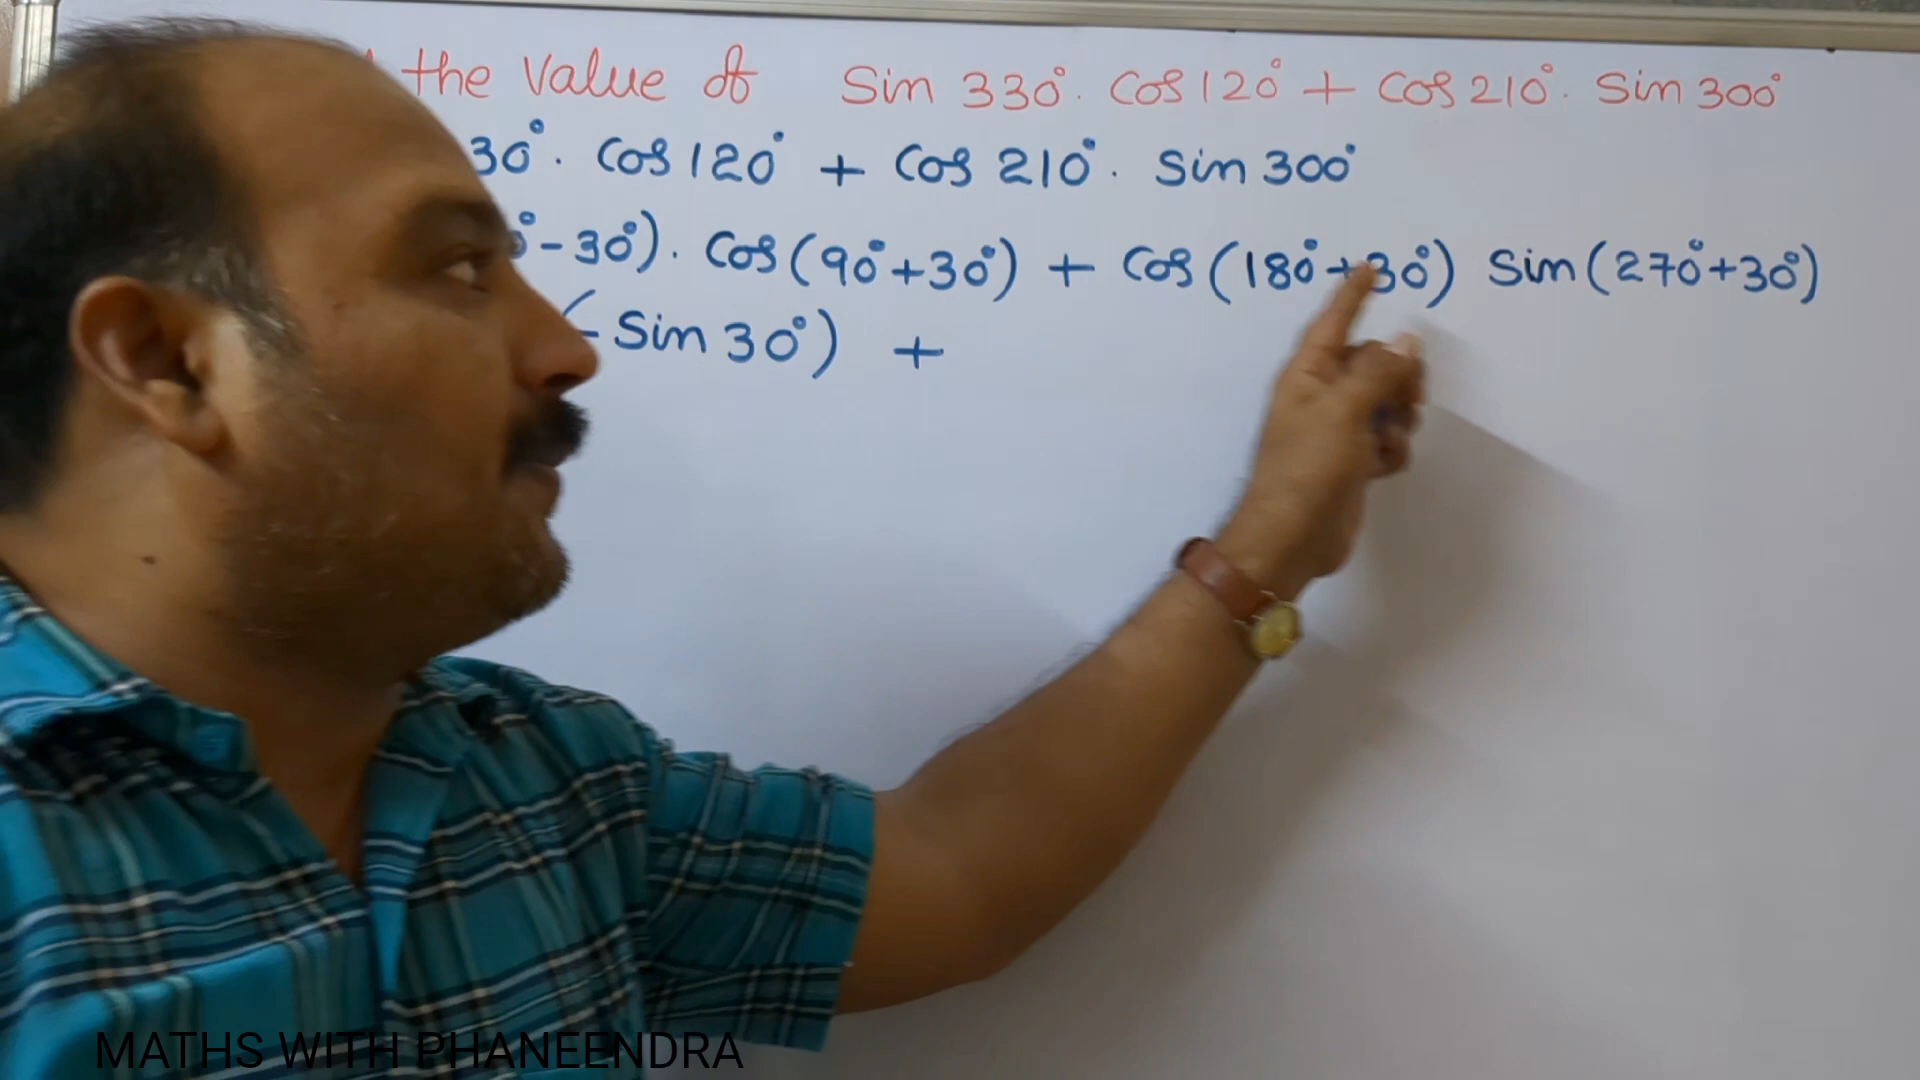 the Value of Sin 330°. Cos 120° + Cos 210°. Sin 300°
30°. Cos 120° + Cos 210°. Sin 300°
° - 30°). Cos (90° + 30°) + Cos (180° + 30°) Sin (270° + 30°)
(- Sin 30°) +
MATHS WITH PHANEENDRA